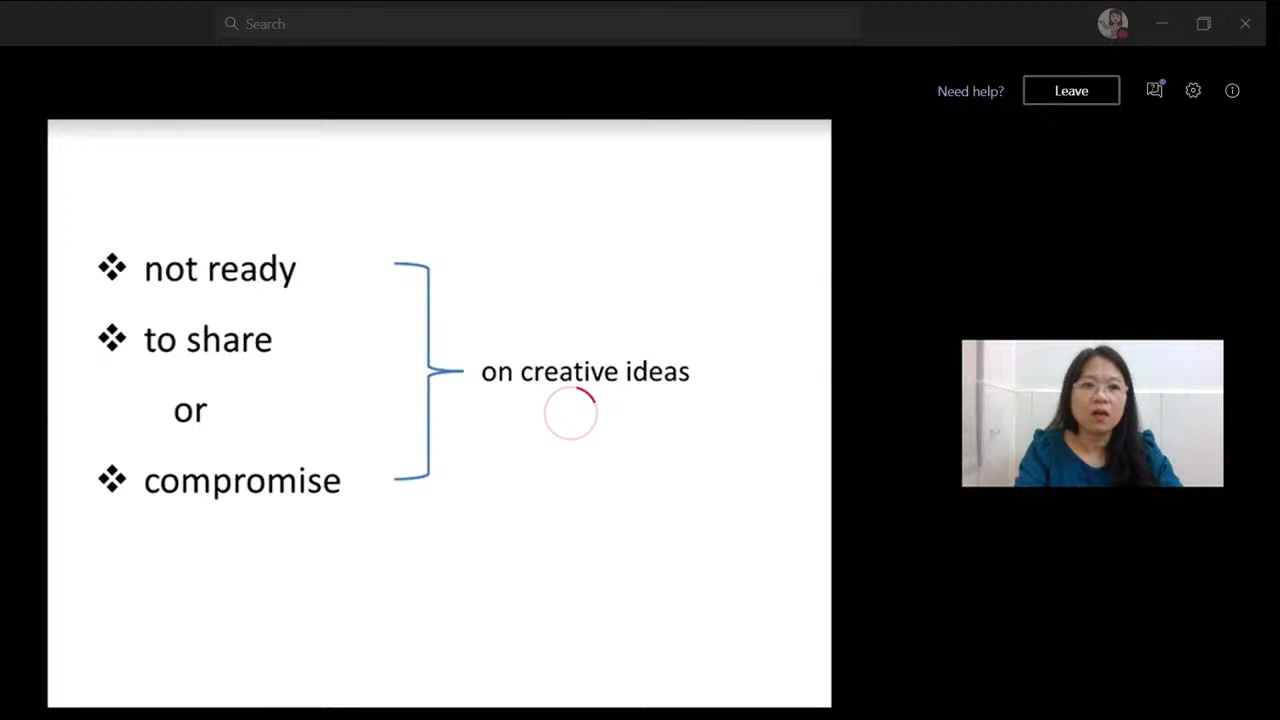 Search
Need help?
Leave
not ready
to share
or
compromise
on creative ideas